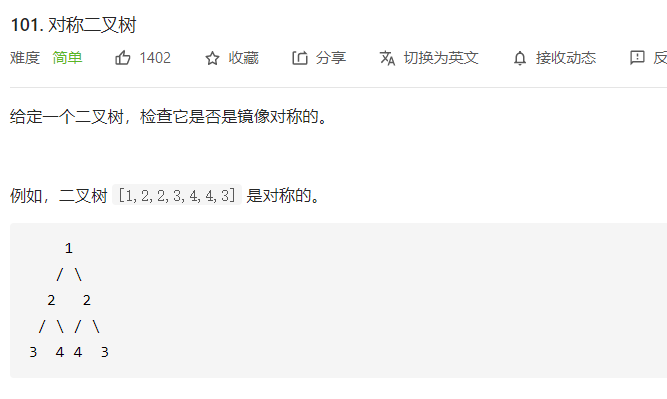 101. 对称二叉树
难度 简单 1402 收藏 分享 切换为英文 接收动态 反
给定一个二叉树，检查它是否是镜像对称的。
例如，二叉树 [1,2,2,3,4,4,3] 是对称的。
1
/ \
2 2
/ \ / \
3 4 4 3